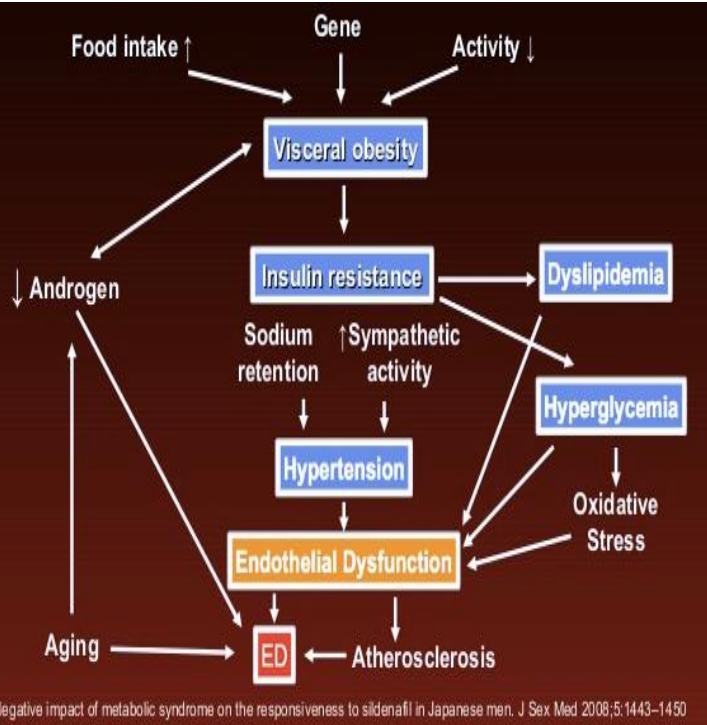 Gene
Food intake ↑
Activity ↓
Visceral obesity
↓ Androgen
Insulin resistance
Dyslipidemia
Sodium
retention
↑Sympathetic
activity
Hyperglycemia
Hypertension
Oxidative
Stress
Endothelial Dysfunction
Aging
ED
Atherosclerosis
egative impact of metabolic syndrome on the responsiveness to sildenafil in Japanese men. J Sex Med 2008;5:1443–1450